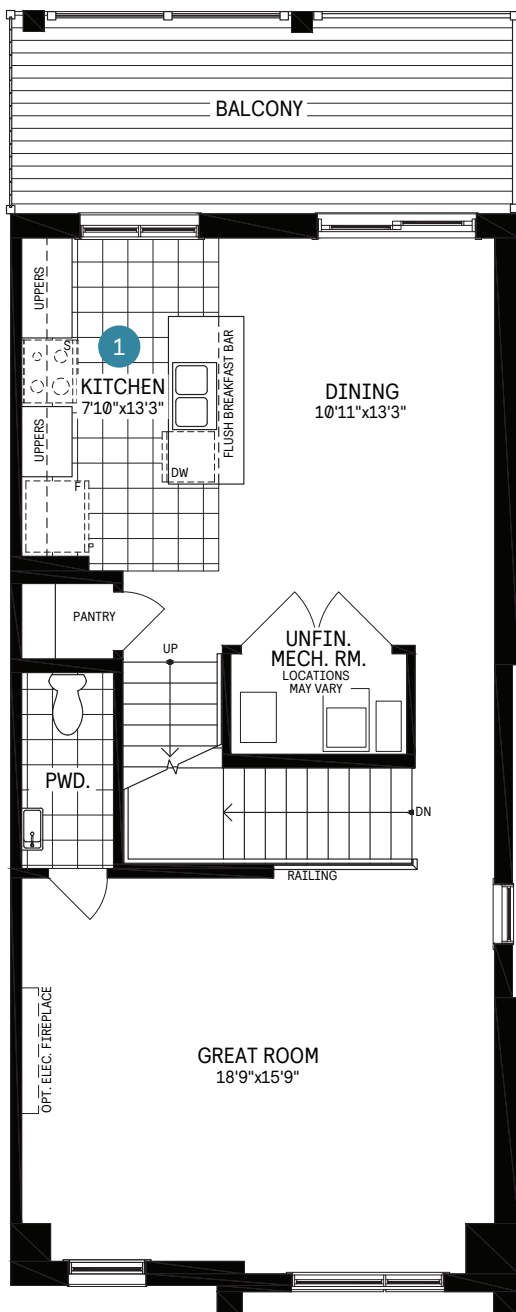 BALCONY
UPPERS
S
1
KITCHEN
7'10"x13'3"
FLUSH BREAKFAST BAR
DINING
10'11"x13'3"
UPPERS
DW
F
P
PANTRY
UP
UNFIN.
MECH. RM.
LOCATIONS
MAY VARY
PWD.
DN
RAILING
OPT. ELEC. FIREPLACE
GREAT ROOM
18'9"x15'9"